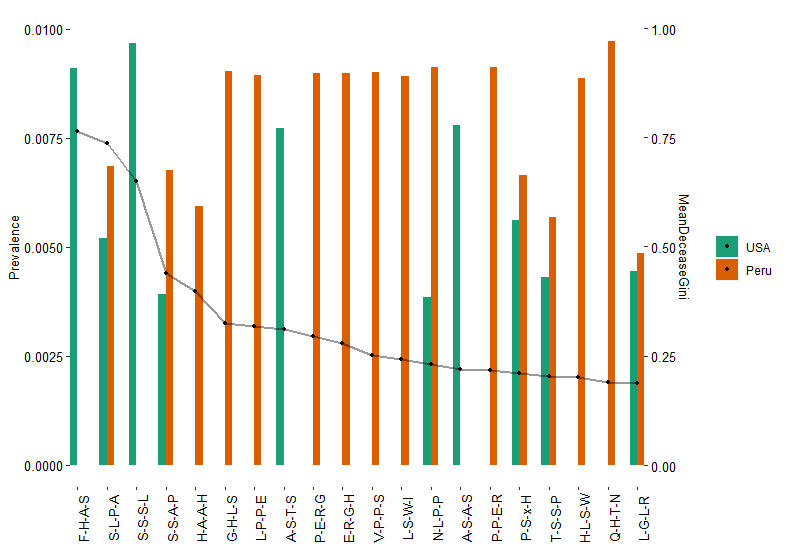 0.0100
0.0075
0.0050
0.0025
0.0000
Prevalence
1.00
0.75
0.50
0.25
0.00
MeanDeceaseGini
USA
Peru
F-H-A-S
S-L-P-A
S-S-S-L
S-S-A-P
H-A-A-H
G-H-L-S
L-P-P-E
A-S-T-S
P-E-R-G
E-R-G-H
V-P-P-S
L-S-W-I
N-L-P-P
A-S-A-S
P-P-E-R
P-S-x-H
T-S-S-P
H-L-S-W
Q-H-T-N
L-G-L-R